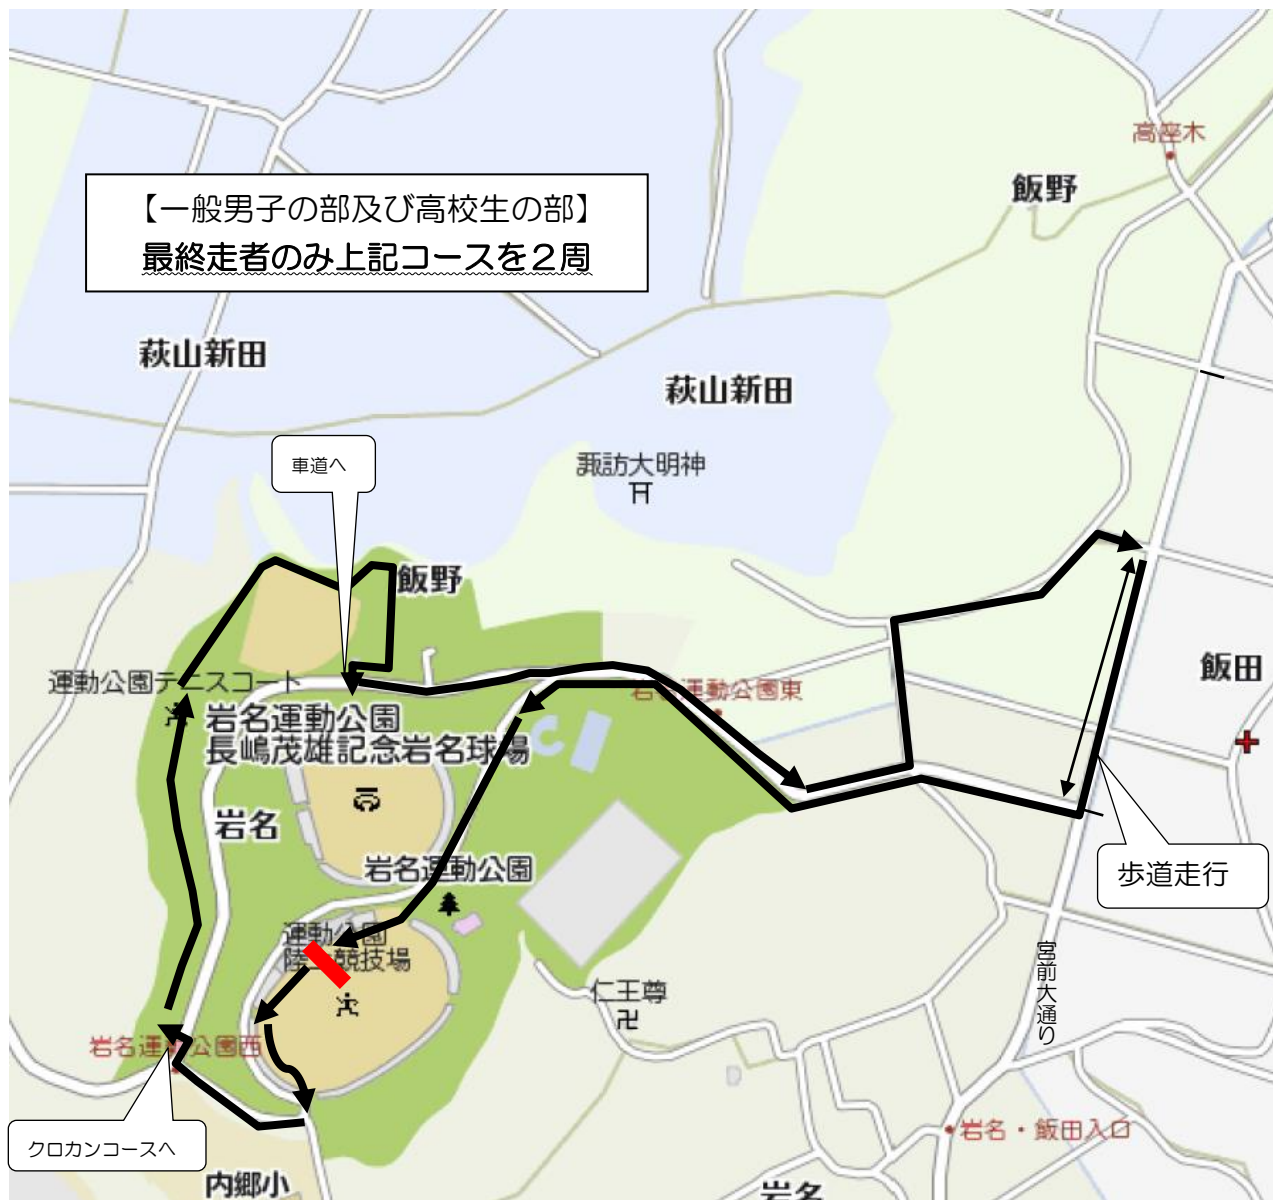 高座木
飯野
【一般男子の部及び高校生の部】
最終走者のみ上記コースを2周
萩山新田
萩山新田
車道へ
諏訪大明神
飯野
運動公園テニスコート
岩名運動公園東
飯田
岩名運動公園
長嶋茂雄記念岩名球場
岩名
岩名運動公園
歩道走行
運動公園
陸上競技場
宮前大通り
仁王尊
岩名運動公園西
岩名・飯田入口
クロカンコースへ
内郷小
岩名